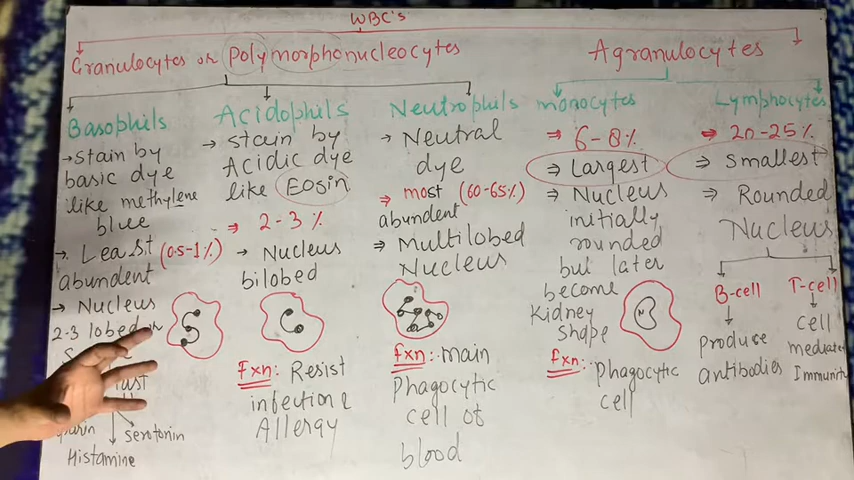 WBC's
Granulocytes or Polymorphonucleocytes
Agranulocytes
Basophils
→ stain by
basic dye
like methylene
blue
→ Least (0.5-1%)
abundent
→ Nucleus
2-3 lobed
Histamine
serotonin
Acidophils
→ stain by
Acidic dye
like Eosin
⇒ 2-3 %
→ Nucleus
bilobed
fxn: Resist
infection &
Allergy
Neutrophils
→ Neutral
dye
⇒ most (60-65%)
abundent
⇒ Multilobed
Nucleus
fxn: main
Phagocytic
cell of
blood
monocytes
⇒ 6-8%
⇒ Largest
⇒ Nucleus
initially
rounded
but later
become
Kidney
Shape
N
fxn: Phagocytic
cell
Lymphocytes
⇒ 20-25%
⇒ smallest
⇒ Rounded
Nucleus
B-cell
produce
antibodies
T-cell
cell
mediated
Immunity